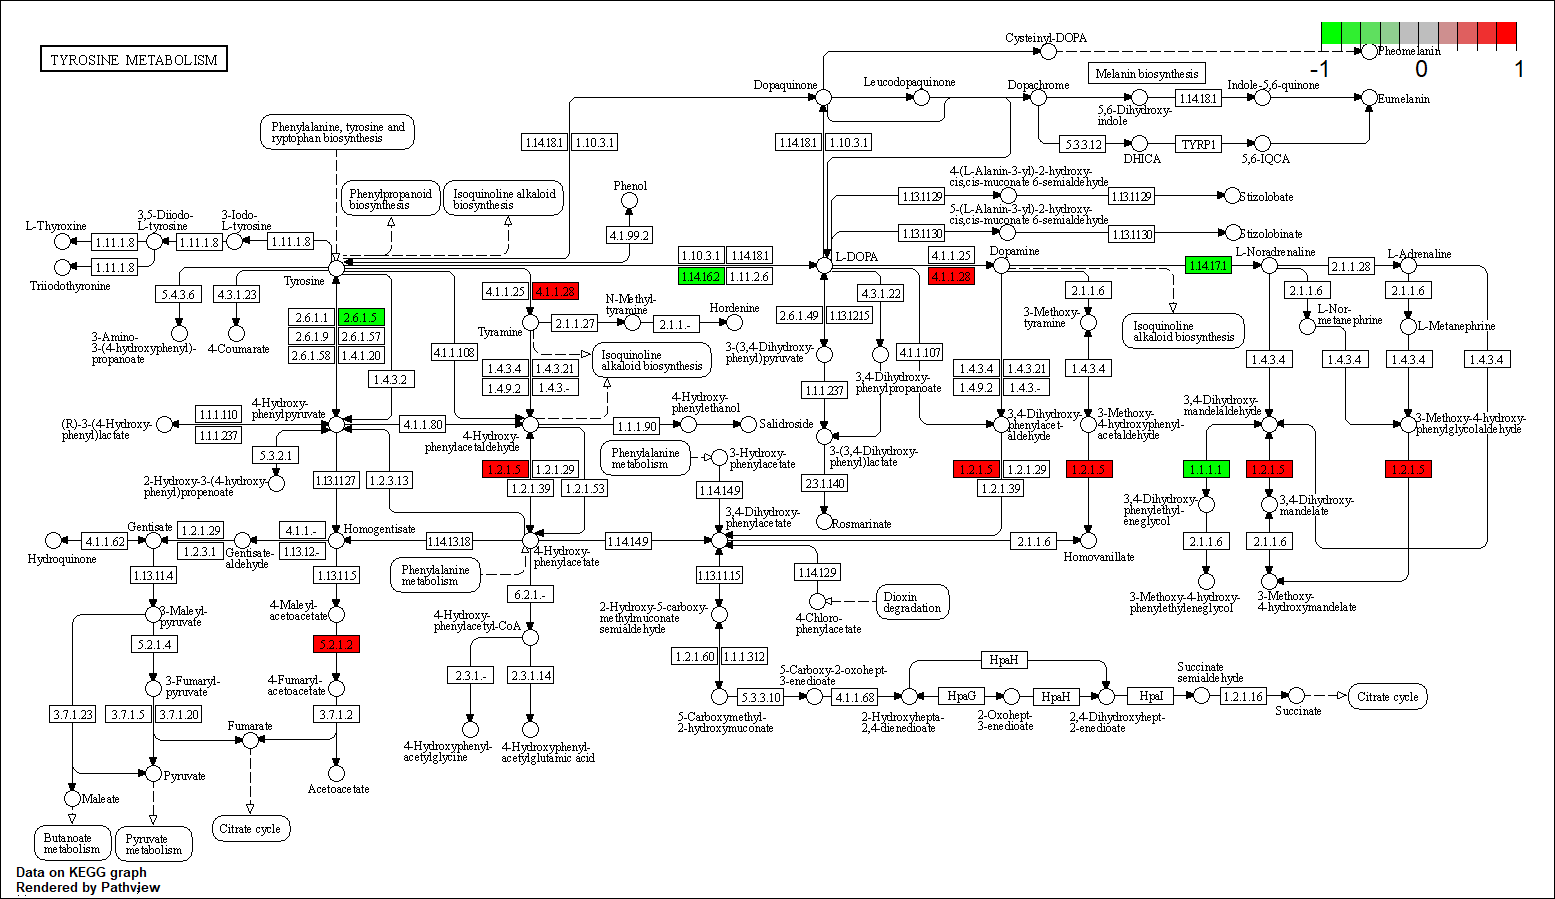 TYROSINE METABOLISM
-1
0
1
Cysteinyl-DOPA
Pheomelanin
Dopaquinone
Leucodopaquinone
Dopachrome
Melanin biosynthesis
Indole-5,6-quinone
1.14.18.1
Eumelanin
5,6-Dihydroxy-
indole
Phenylalanine, tyrosine and
ryptophan biosynthesis
1.14.18.1
1.10.3.1
1.14.18.1
1.10.3.1
5.3.3.12
DHICA
TYRP1
5,6-IQCA
Phenylpropanoid
biosynthesis
Isoquinoline alkaloid
biosynthesis
Phenol
4.1.99.2
4-(L-Alanin-3-yl)-2-hydroxy-
cis,cis-muconate 6-semialdehyde
1.13.11.29
1.13.11.29
Stizolobate
5-(L-Alanin-3-yl)-2-hydroxy-
cis,cis-muconate 6-semialdehyde
1.13.11.30
1.13.11.30
Stizolobinate
L-Thyroxine
3,5-Diiodo-
L-tyrosine
3-Iodo-
L-tyrosine
1.11.1.8
1.11.1.8
1.11.1.8
1.11.1.8
Triiodothyronine
Tyrosine
1.10.3.1
1.14.18.1
1.14.16.2
1.11.2.6
L-DOPA
4.1.1.25
4.1.1.28
Dopamine
1.14.17.1
L-Noradrenaline
2.1.1.28
L-Adrenaline
5.4.3.6
4.3.1.23
3-Amino-
3-(4-hydroxyphenyl)-
propanoate
4-Coumarate
2.6.1.1
2.6.1.5
2.6.1.9
2.6.1.57
2.6.1.58
1.4.1.20
1.4.3.2
4.1.1.25
4.1.1.28
Tyramine
2.1.1.27
N-Methyl-
tyramine
2.1.1.-
Hordenine
Isoquinoline
alkaloid biosynthesis
4.1.1.108
1.4.3.4
1.4.3.21
1.4.9.2
1.4.3.-
2.6.1.49
1.13.12.15
4.3.1.22
3-(3,4-Dihydroxy-
phenyl)pyruvate
3,4-Dihydroxy-
phenylpropanoate
1.1.1.237
4.1.1.107
1.4.3.4
1.4.3.21
1.4.9.2
1.4.3.-
2.1.1.6
3-Methoxy-
tyramine
1.4.3.4
Isoquinoline
alkaloid biosynthesis
2.1.1.6
L-Nor-
metanephrine
2.1.1.6
L-Metanephrine
1.4.3.4
1.4.3.4
1.4.3.4
1.4.3.4
(R)-3-(4-Hydroxy-
phenyl)lactate
1.1.1.110
1.1.1.237
4-Hydroxy-
phenylpyruvate
4.1.1.80
4-Hydroxy-
phenylacetaldehyde
1.1.1.90
4-Hydroxy-
phenylethanol
Salidroside
3,4-Dihydroxy-
phenylacet-
aldehyde
3-Methoxy-
4-hydroxyphenyl-
acetaldehyde
3,4-Dihydroxy-
mandelaldehyde
3-Methoxy-4-hydroxy-
phenylglycolaldehyde
5.3.2.1
2-Hydroxy-3-(4-hydroxy-
phenyl)propenoate
1.13.11.27
1.2.3.13
1.2.1.5
1.2.1.29
1.2.1.39
1.2.1.53
Phenylalanine
metabolism
3-Hydroxy-
phenylacetate
1.14.14.9
3,4-Dihydroxy-
phenylacetate
3-(3,4-Dihydroxy-
phenyl)lactate
2.3.1.140
Rosmarinate
1.2.1.5
1.2.1.29
1.2.1.39
1.2.1.5
1.1.1.1
1.2.1.5
1.2.1.5
3,4-Dihydroxy-
phenylethyl-
eneglycol
3,4-Dihydroxy-
mandelate
Hydroquinone
4.1.1.62
Gentisate
1.2.1.29
1.2.3.1
Gentisate-
aldehyde
4.1.1.-
1.13.12.-
Homogentisate
1.14.13.18
4-Hydroxy-
phenylacetate
1.14.14.9
2.1.1.6
Homovanillate
2.1.1.6
2.1.1.6
3-Methoxy-4-hydroxy-
phenylethyleneglycol
3-Methoxy-
4-hydroxymandelate
1.13.11.4
1.13.11.5
Phenylalanine
metabolism
6.2.1.-
1.13.11.15
1.14.12.9
4-Chloro-
phenylacetate
Dioxin
degradation
3-Maleyl-
pyruvate
4-Maleyl-
acetoacetate
4-Hydroxy-
phenylacetyl-CoA
2-Hydroxy-5-carboxy-
methylmuconate
semialdehyde
5.2.1.4
5.2.1.2
2.3.1.-
2.3.1.14
1.2.1.60
1.1.1.312
3-Fumaryl-
pyruvate
4-Fumaryl-
acetoacetate
5-Carboxymethyl-
2-hydroxymuconate
5.3.3.10
5-Carboxy-2-oxohept-
3-enedioate
4.1.1.68
2-Hydroxyhepta-
2,4-dienedioate
HpaH
HpaG
2-Oxohept-
3-enedioate
HpaH
2,4-Dihydroxyhept-
2-enedioate
HpaI
Succinate
semialdehyde
1.2.1.16
Succinate
Citrate cycle
3.7.1.23
3.7.1.5
3.7.1.20
Fumarate
3.7.1.2
4-Hydroxyphenyl-
acetylglycine
4-Hydroxyphenyl-
acetylglutamic acid
Pyruvate
Acetoacetate
Maleate
Butanoate
metabolism
Pyruvate
metabolism
Citrate cycle
Data on KEGG graph
Rendered by Pathview